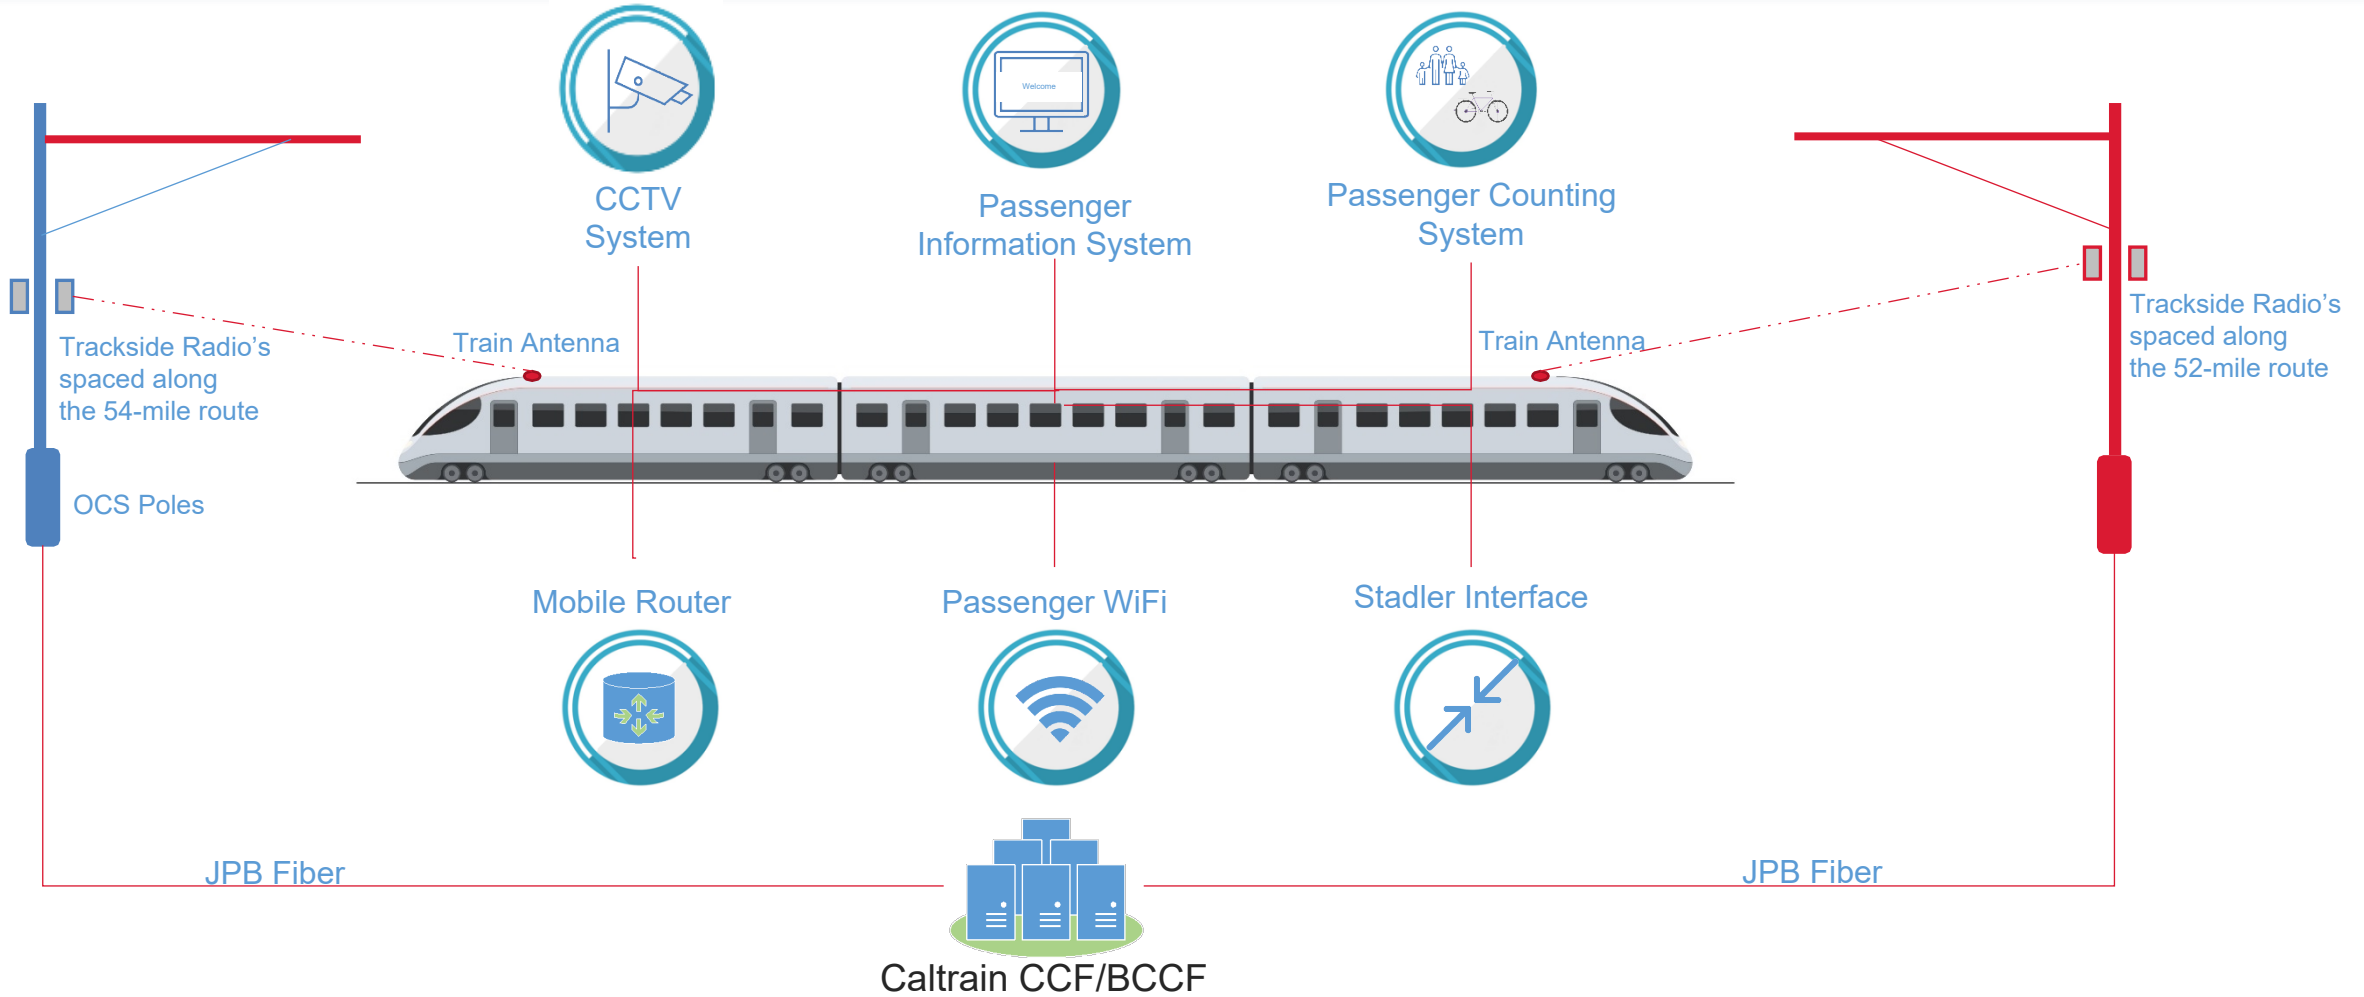 Welcome
CCTV
System
Passenger
Information System
Passenger Counting
System
Train Antenna
Train Antenna
Trackside Radio’s
spaced along
the 54-mile route
Trackside Radio’s
spaced along
the 52-mile route
OCS Poles
Mobile Router
Passenger WiFi
Stadler Interface
JPB Fiber
JPB Fiber
Caltrain CCF/BCCF